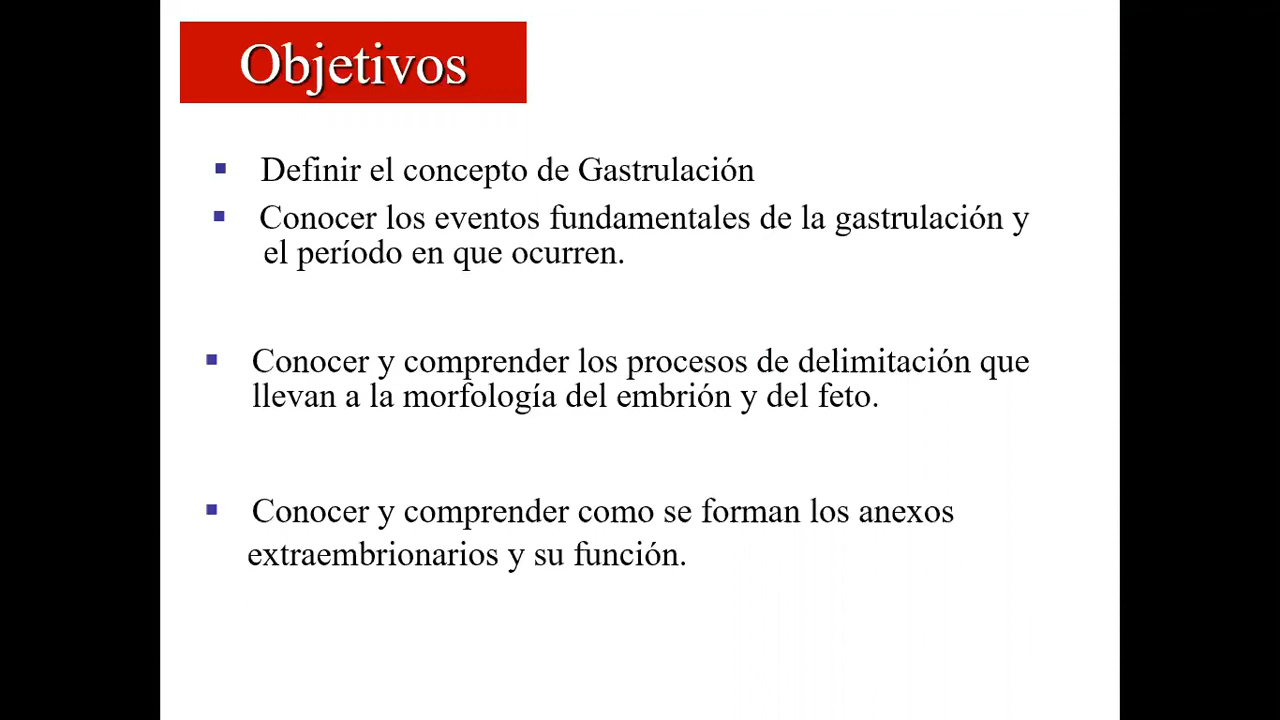 Objetivos
Definir el concepto de Gastrulación
Conocer los eventos fundamentales de la gastrulación y
el período en que ocurren.
Conocer y comprender los procesos de delimitación que
llevan a la morfología del embrión y del feto.
Conocer y comprender como se forman los anexos
extraembrionarios y su función.